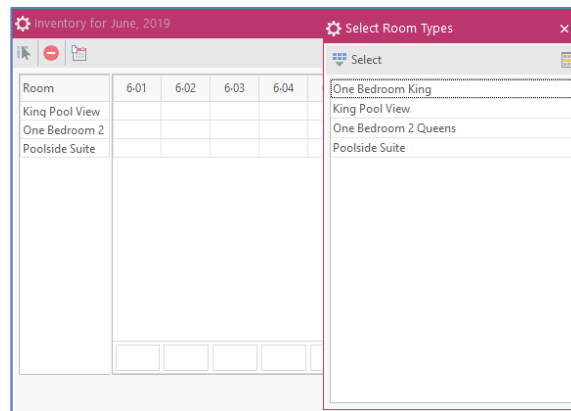 Inventory for June, 2019
Room 6-01 6-02 6-03 6-04
King Pool View
One Bedroom 2
Poolside Suite
Select Room Types
Select
One Bedroom King
King Pool View
One Bedroom 2 Queens
Poolside Suite